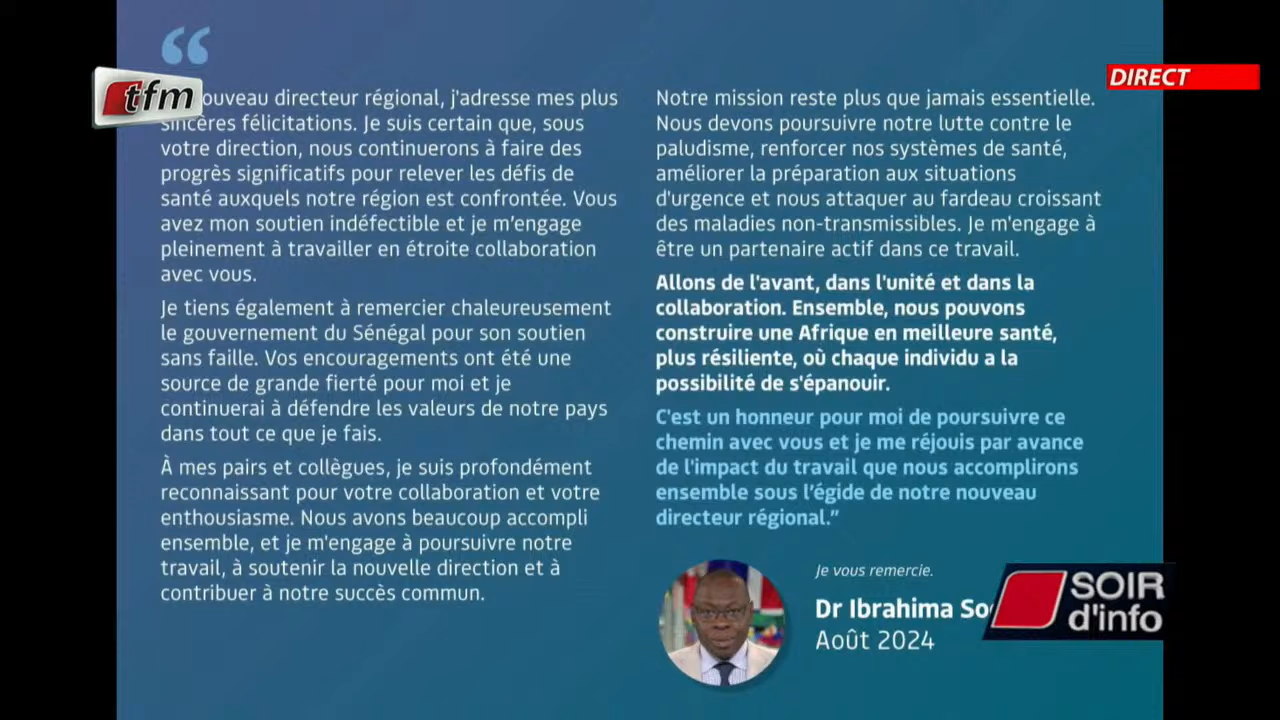 “
tfm
DIRECT
ouveau directeur régional, j'adresse mes plus
sincères félicitations. Je suis certain que, sous
votre direction, nous continuerons à faire des
progrès significatifs pour relever les défis de
santé auxquels notre région est confrontée. Vous
avez mon soutien indéfectible et je m’engage
pleinement à travailler en étroite collaboration
avec vous.
Je tiens également à remercier chaleureusement
le gouvernement du Sénégal pour son soutien
sans faille. Vos encouragements ont été une
source de grande fierté pour moi et je
continuerai à défendre les valeurs de notre pays
dans tout ce que je fais.
À mes pairs et collègues, je suis profondément
reconnaissant pour votre collaboration et votre
enthousiasme. Nous avons beaucoup accompli
ensemble, et je m'engage à poursuivre notre
travail, à soutenir la nouvelle direction et à
contribuer à notre succès commun.
Notre mission reste plus que jamais essentielle.
Nous devons poursuivre notre lutte contre le
paludisme, renforcer nos systèmes de santé,
améliorer la préparation aux situations
d'urgence et nous attaquer au fardeau croissant
des maladies non-transmissibles. Je m'engage à
être un partenaire actif dans ce travail.
Allons de l'avant, dans l'unité et dans la
collaboration. Ensemble, nous pouvons
construire une Afrique en meilleure santé,
plus résiliente, où chaque individu a la
possibilité de s'épanouir.
C'est un honneur pour moi de poursuivre ce
chemin avec vous et je me réjouis par avance
de l'impact du travail que nous accomplirons
ensemble sous l’égide de notre nouveau
directeur régional.”
Je vous remercie.
Dr Ibrahima So
Août 2024
SOIR
d'info